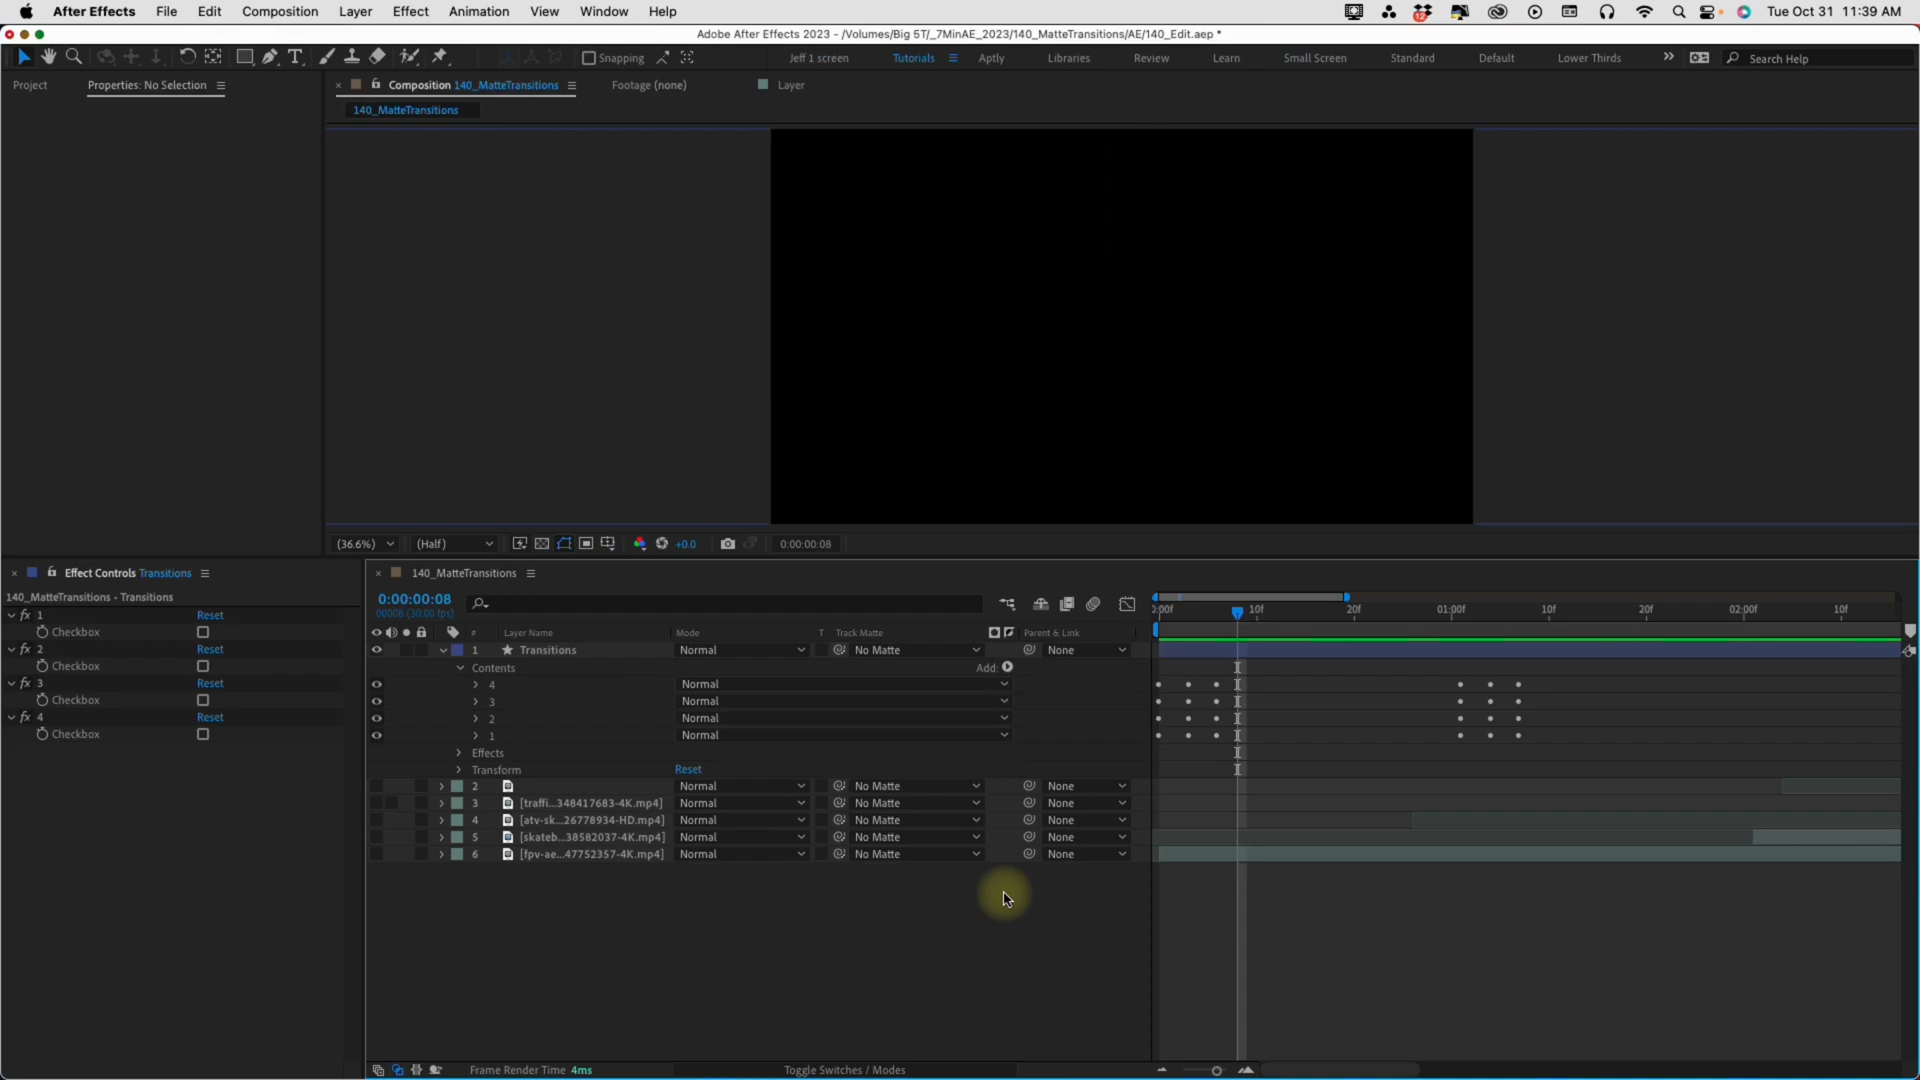 After Effects File Edit Composition Layer Effect Animation View Window Help 12 Tue Oct 31 11:39 AM
Adobe After Effects 2023 - /Volumes/Big 5T/_7MinAE_2023/140_MatteTransitions/AE/140_Edit.aep *
Snapping Jeff 1 screen Tutorials Aptly Libraries Review Learn Small Screen Standard Default Lower Thirds Search Help
Project Properties: No Selection Composition 140_MatteTransitions Footage (none) Layer
140_MatteTransitions
(36.6%) (Half) +0.0 0:00:00:08
Effect Controls Transitions 140_MatteTransitions
140_MatteTransitions • Transitions
fx 1 Reset
Checkbox
fx 2 Reset
Checkbox
fx 3 Reset
Checkbox
fx 4 Reset
Checkbox
0:00:00:08
00008 (30.00 fps)
:00f 10f 20f 01:00f 10f 20f 02:00f 10f
# Layer Name Mode T Track Matte Parent & Link
1 Transitions Normal No Matte None
Contents Add:
4 Normal
3 Normal
2 Normal
1 Normal
Effects
Transform Reset
2 Normal No Matte None
3 [traffi...348417683-4K.mp4] Normal No Matte None
4 [atv-sk...26778934-HD.mp4] Normal No Matte None
5 [skateb...38582037-4K.mp4] Normal No Matte None
6 [fpv-ae...47752357-4K.mp4] Normal No Matte None
Frame Render Time 4ms Toggle Switches / Modes